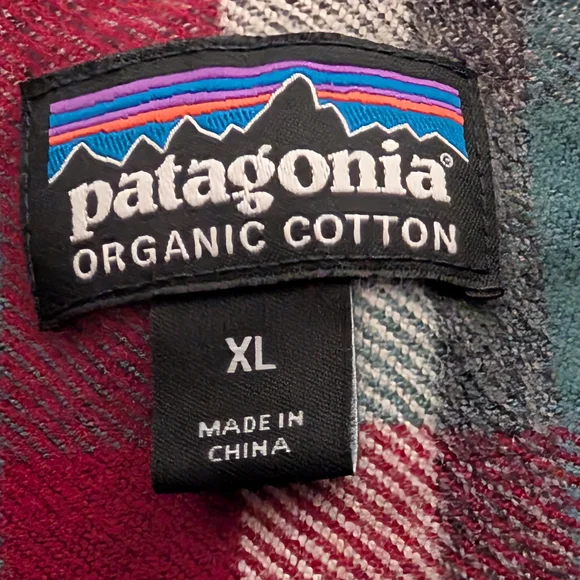 patagonia®
ORGANIC COTTON
XL
MADE IN
CHINA